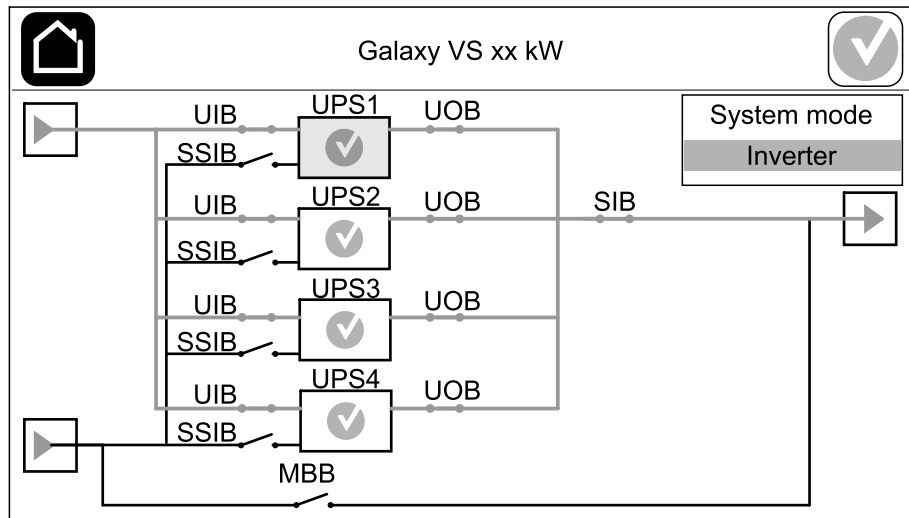 Galaxy VS xx kW
UIB UPS1 UOB
System mode
SSIB
Inverter
UIB UPS2 UOB SIB
SSIB
UIB UPS3 UOB
SSIB
UIB UPS4 UOB
SSIB
MBB